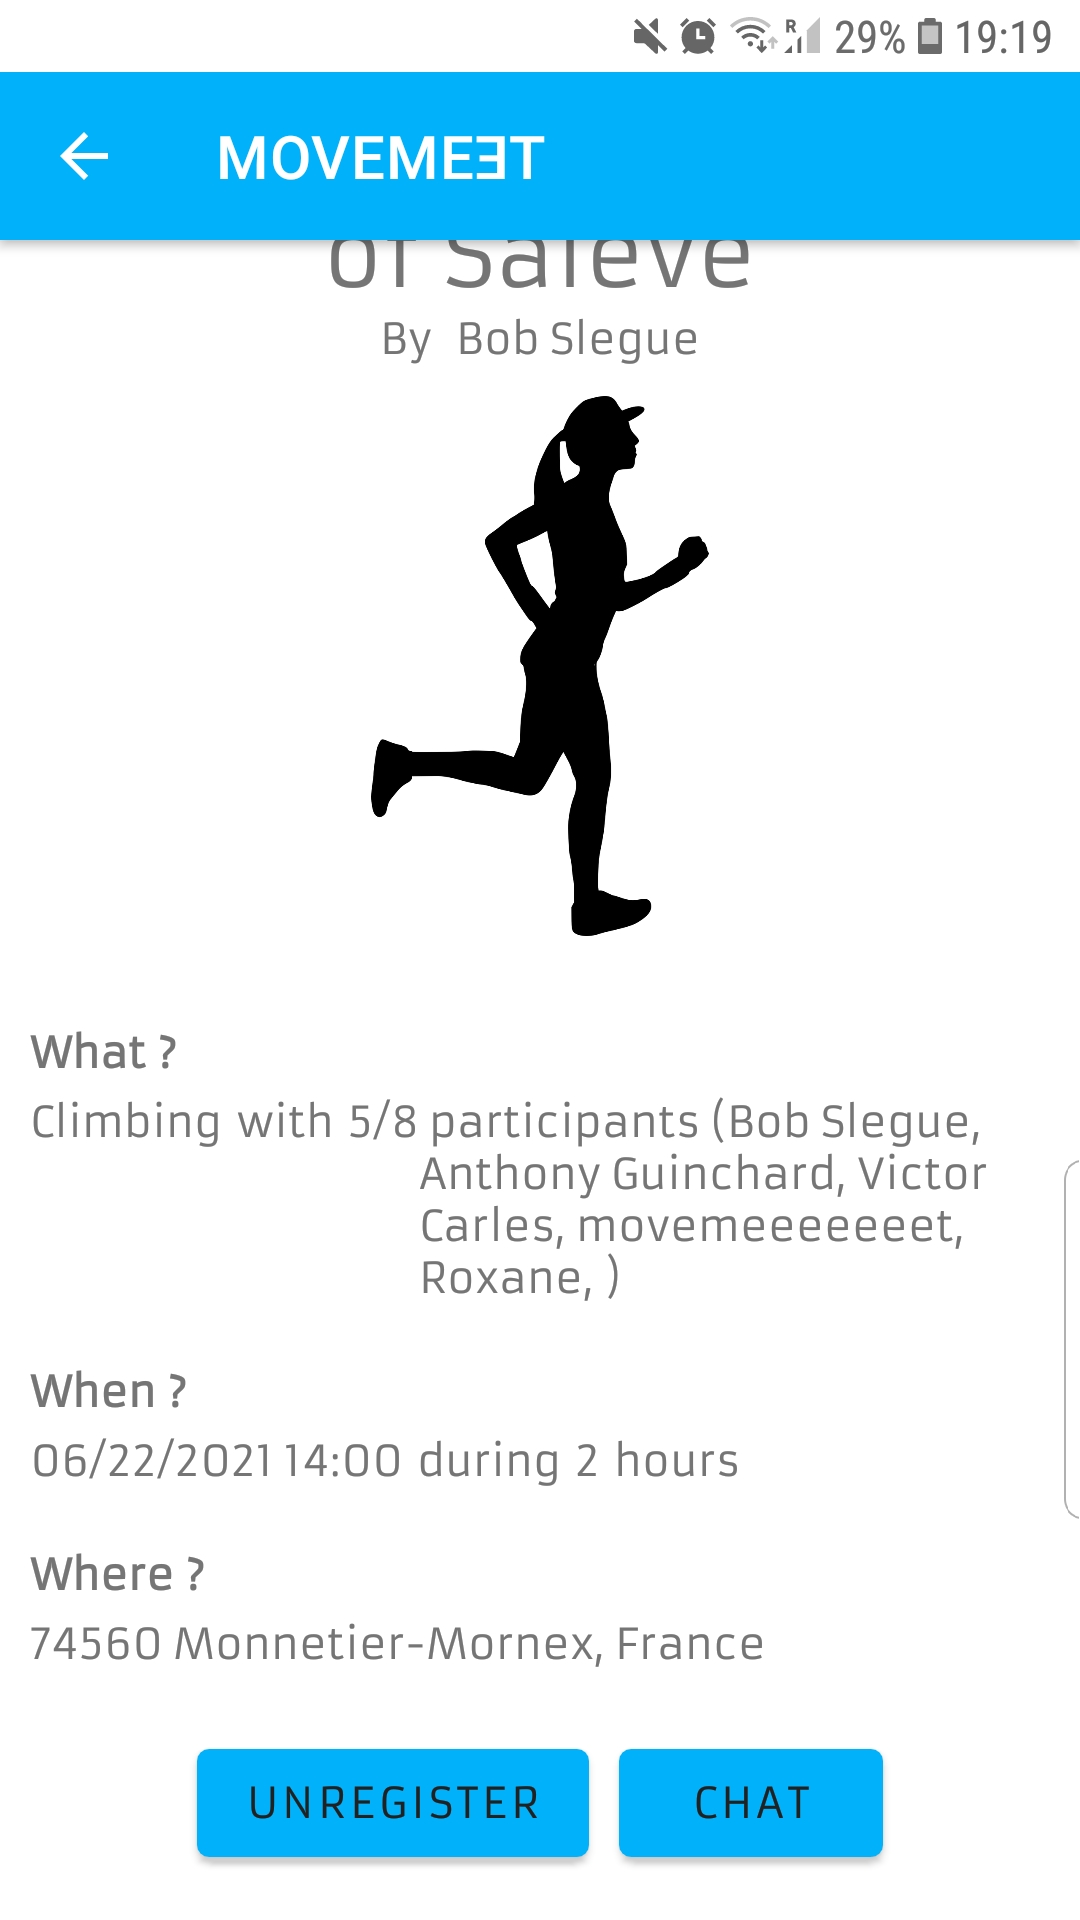 R 29% 19:19
MOVEMEƎT
of Saleve
By Bob Slegue
What ?
Climbing with 5/8 participants (Bob Slegue,
Anthony Guinchard, Victor
Carles, movemeeeeeeet,
Roxane, )
When ?
06/22/2021 14:00 during 2 hours
Where ?
74560 Monnetier-Mornex, France
UNREGISTER CHAT